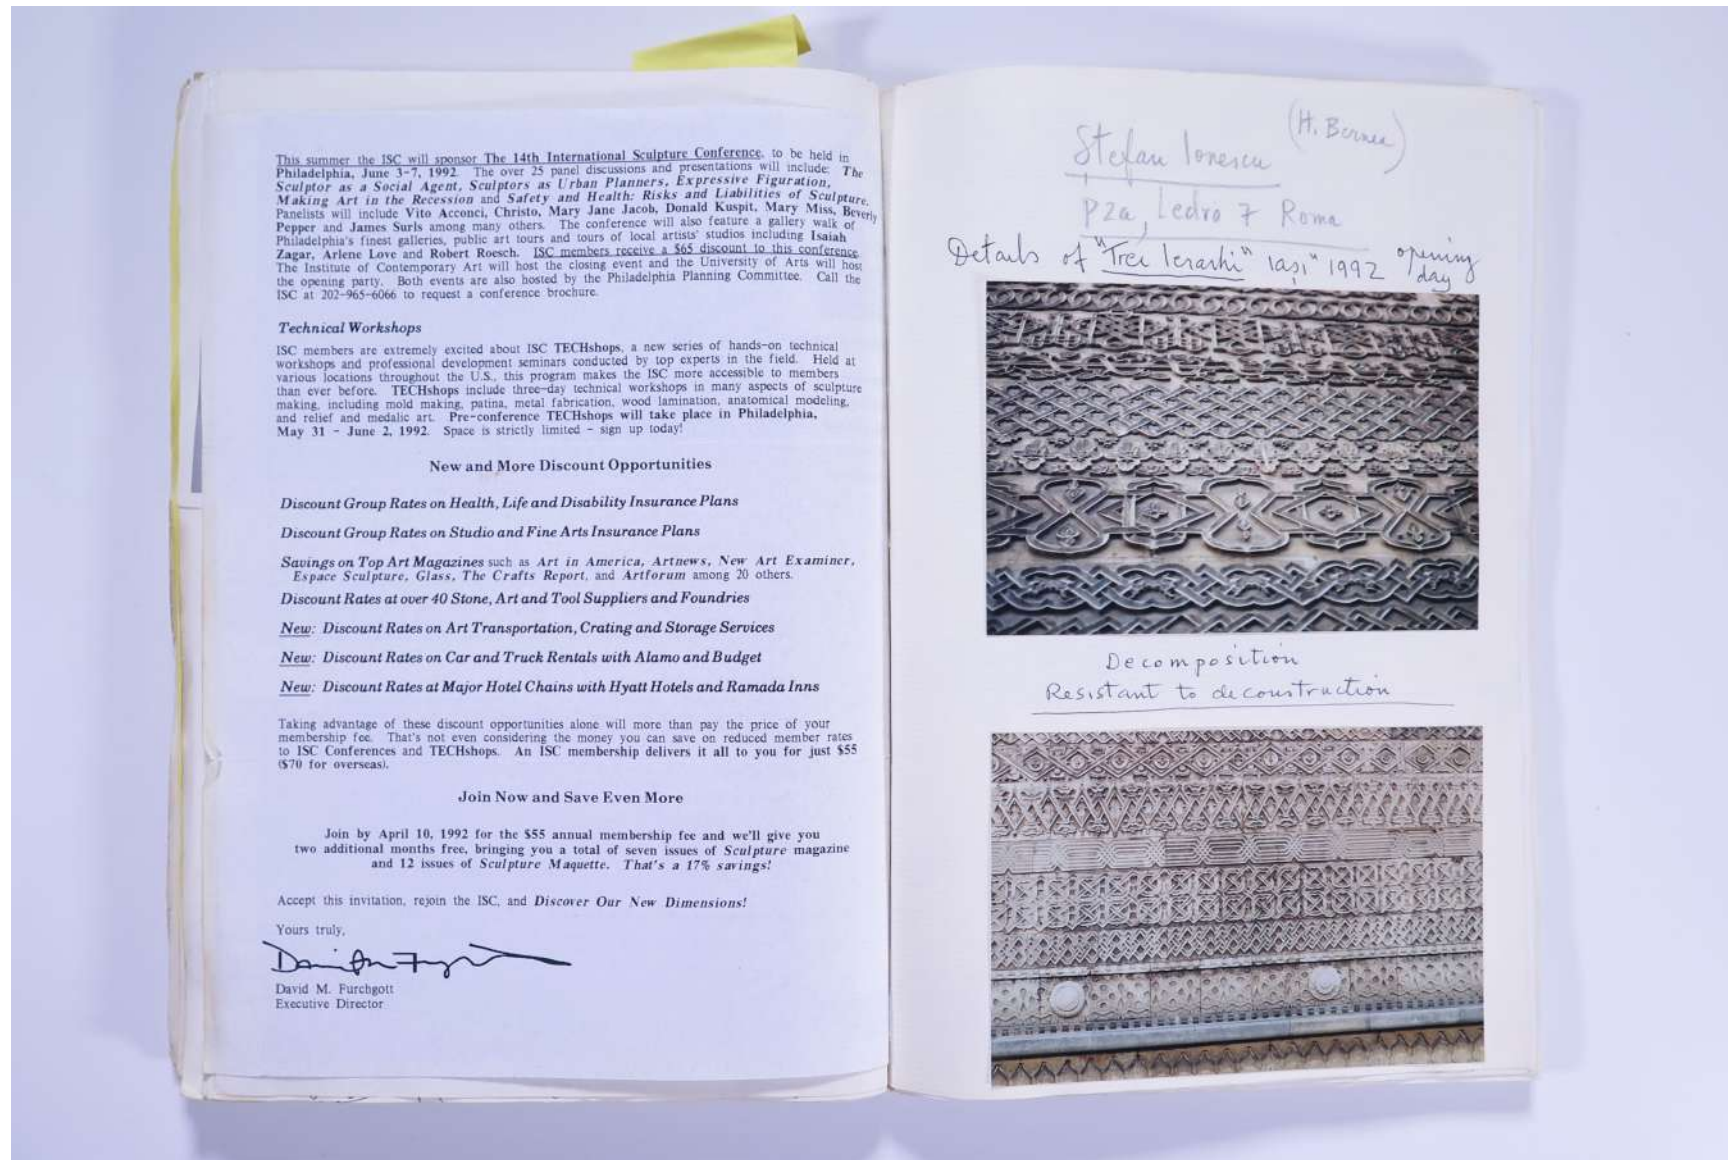 This summer the ISC will sponsor The 14th International Sculpture Conference, to be held in
Philadelphia, June 3-7, 1992. The over 25 panel discussions and presentations will include: The
Sculptor as a Social Agent, Sculptors as Urban Planners, Expressive Figuration,
Making Art in the Recession and Safety and Health: Risks and Liabilities of Sculpture.
Panelists will include Vito Acconci, Christo, Mary Jane Jacob, Donald Kuspit, Mary Miss, Beverly
Pepper and James Surls among many others. The conference will also feature a gallery walk of
Philadelphia's finest galleries, public art tours and tours of local artists' studios including Isaiah
Zagar, Arlene Love and Robert Roesch. ISC members receive a $65 discount to this conference.
The Institute of Contemporary Art will host the closing event and the University of Arts will host
the opening party. Both events are also hosted by the Philadelphia Planning Committee. Call the
ISC at 202-965-6066 to request a conference brochure.
Technical Workshops
ISC members are extremely excited about ISC TECHshops, a new series of hands-on technical
workshops and professional development seminars conducted by top experts in the field. Held at
various locations throughout the U.S., this program makes the ISC more accessible to members
than ever before. TECHshops include three-day technical workshops in many aspects of sculpture
making, including mold making, patina, metal fabrication, wood lamination, anatomical modeling,
and relief and medalic art. Pre-conference TECHshops will take place in Philadelphia,
May 31 - June 2, 1992. Space is strictly limited - sign up today!
New and More Discount Opportunities
Discount Group Rates on Health, Life and Disability Insurance Plans
Discount Group Rates on Studio and Fine Arts Insurance Plans
Savings on Top Art Magazines such as Art in America, Artnews, New Art Examiner,
Espace Sculpture, Glass, The Crafts Report, and Artforum among 20 others.
Discount Rates at over 40 Stone, Art and Tool Suppliers and Foundries
New: Discount Rates on Art Transportation, Crating and Storage Services
New: Discount Rates on Car and Truck Rentals with Alamo and Budget
New: Discount Rates at Major Hotel Chains with Hyatt Hotels and Ramada Inns
Taking advantage of these discount opportunities alone will more than pay the price of your
membership fee. That's not even considering the money you can save on reduced member rates
to ISC Conferences and TECHshops. An ISC membership delivers it all to you for just $55
($70 for overseas).
Join Now and Save Even More
Join by April 10, 1992 for the $55 annual membership fee and we'll give you
two additional months free, bringing you a total of seven issues of Sculpture magazine
and 12 issues of Sculpture Maquette. That's a 17% savings!
Accept this invitation, rejoin the ISC, and Discover Our New Dimensions!
Yours truly,
David M. Furchgott
Executive Director
(H. Bernea)
Stefan Ionescu
pza, Ledro 7 Roma
Details of "Trei Ierarhi" Iași" 1992 opening
day
Decomposition
Resistant to deconstruction